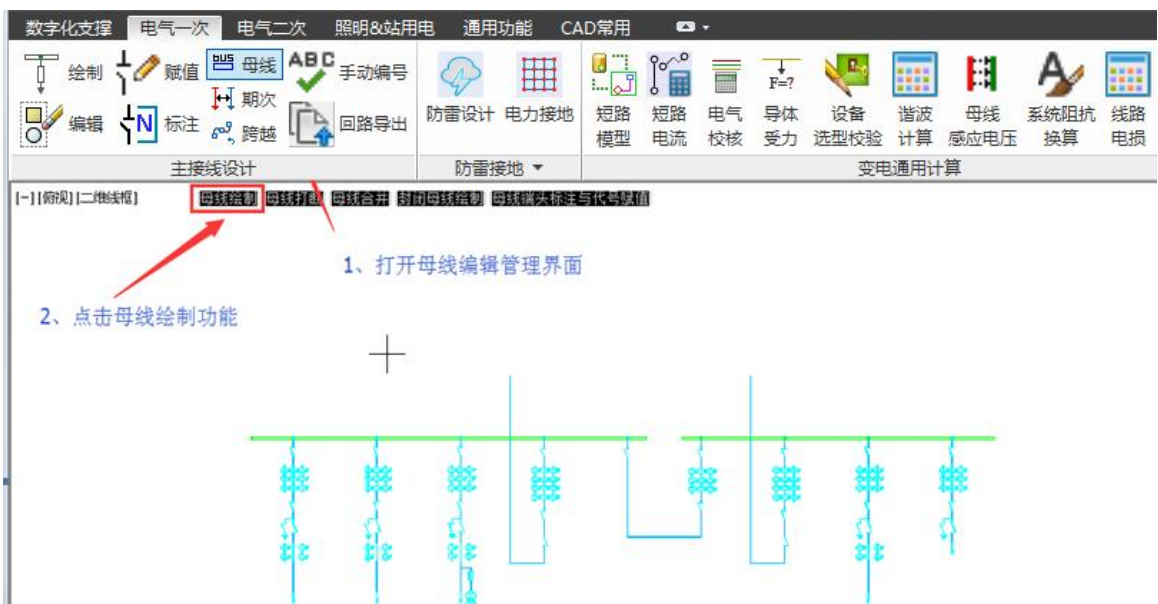 数字化支撑 电气一次 电气二次 照明&站用电 通用功能 CAD常用
绘制 赋值 BUS 母线 ABC 手动编号
期次
编辑 N 标注 跨越 回路导出
防雷设计 电力接地
短路模型 短路电流 电气校核 F=? 导体受力 设备选型校验 谐波计算 母线感应电压 系统阻抗换算 线路电损
主接线设计 防雷接地 变电通用计算
[-][俯视][二维线框] 母线绘制 母线打断 母线合并 封闭母线绘制 母线端头标注与代号赋值
1、打开母线编辑管理界面
2、点击母线绘制功能